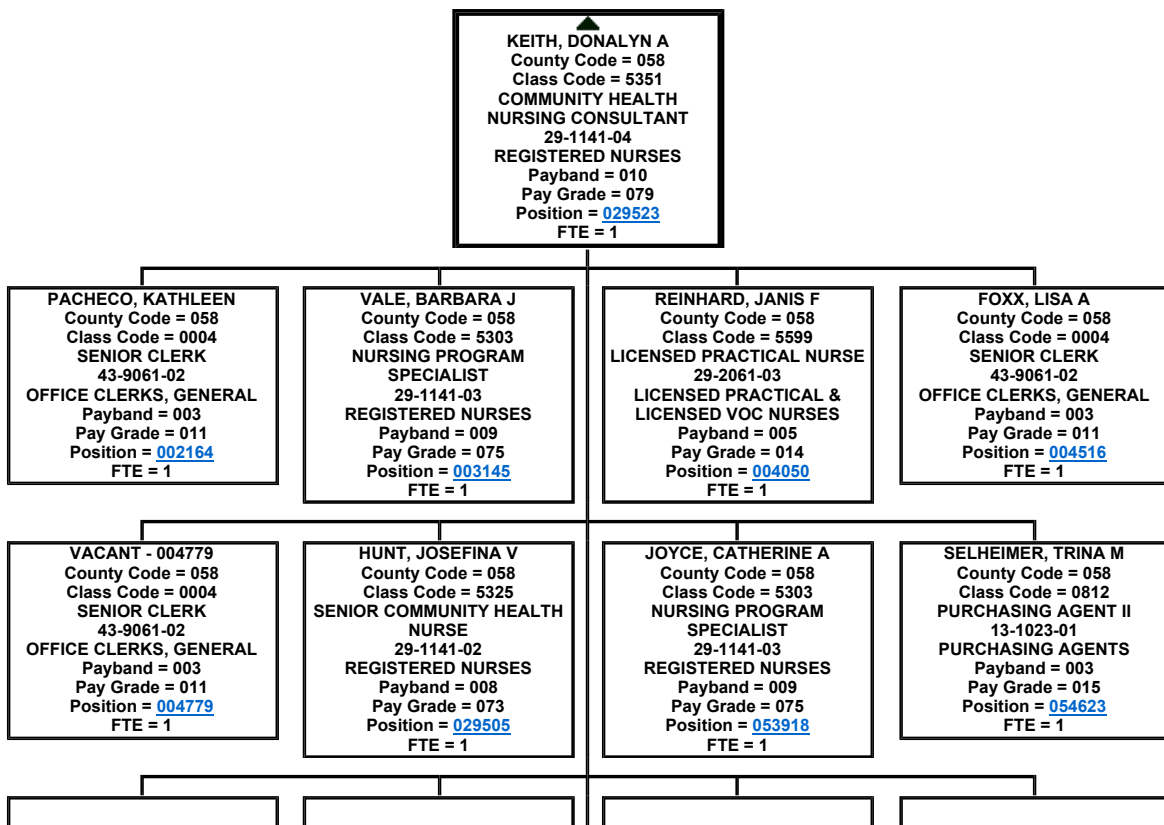 KEITH, DONALYN A
County Code = 058
Class Code = 5351
COMMUNITY HEALTH
NURSING CONSULTANT
29-1141-04
REGISTERED NURSES
Payband = 010
Pay Grade = 079
Position = 029523
FTE = 1
PACHECO, KATHLEEN
County Code = 058
Class Code = 0004
SENIOR CLERK
43-9061-02
OFFICE CLERKS, GENERAL
Payband = 003
Pay Grade = 011
Position = 002164
FTE = 1
VALE, BARBARA J
County Code = 058
Class Code = 5303
NURSING PROGRAM
SPECIALIST
29-1141-03
REGISTERED NURSES
Payband = 009
Pay Grade = 075
Position = 003145
FTE = 1
REINHARD, JANIS F
County Code = 058
Class Code = 5599
LICENSED PRACTICAL NURSE
29-2061-03
LICENSED PRACTICAL &
LICENSED VOC NURSES
Payband = 005
Pay Grade = 014
Position = 004050
FTE = 1
FOXX, LISA A
County Code = 058
Class Code = 0004
SENIOR CLERK
43-9061-02
OFFICE CLERKS, GENERAL
Payband = 003
Pay Grade = 011
Position = 004516
FTE = 1
VACANT - 004779
County Code = 058
Class Code = 0004
SENIOR CLERK
43-9061-02
OFFICE CLERKS, GENERAL
Payband = 003
Pay Grade = 011
Position = 004779
FTE = 1
HUNT, JOSEFINA V
County Code = 058
Class Code = 5325
SENIOR COMMUNITY HEALTH
NURSE
29-1141-02
REGISTERED NURSES
Payband = 008
Pay Grade = 073
Position = 029505
FTE = 1
JOYCE, CATHERINE A
County Code = 058
Class Code = 5303
NURSING PROGRAM
SPECIALIST
29-1141-03
REGISTERED NURSES
Payband = 009
Pay Grade = 075
Position = 053918
FTE = 1
SELHEIMER, TRINA M
County Code = 058
Class Code = 0812
PURCHASING AGENT II
13-1023-01
PURCHASING AGENTS
Payband = 003
Pay Grade = 015
Position = 054623
FTE = 1